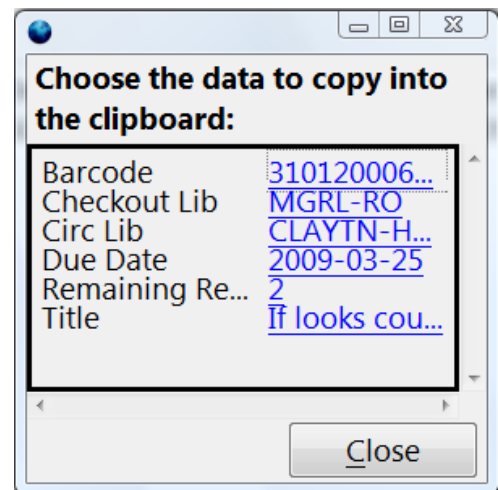 Choose the data to copy into
the clipboard:
Barcode 310120006...
Checkout Lib MGRL-RO
Circ Lib CLAYTN-H...
Due Date 2009-03-25
Remaining Re... 2
Title If looks cou...
Close